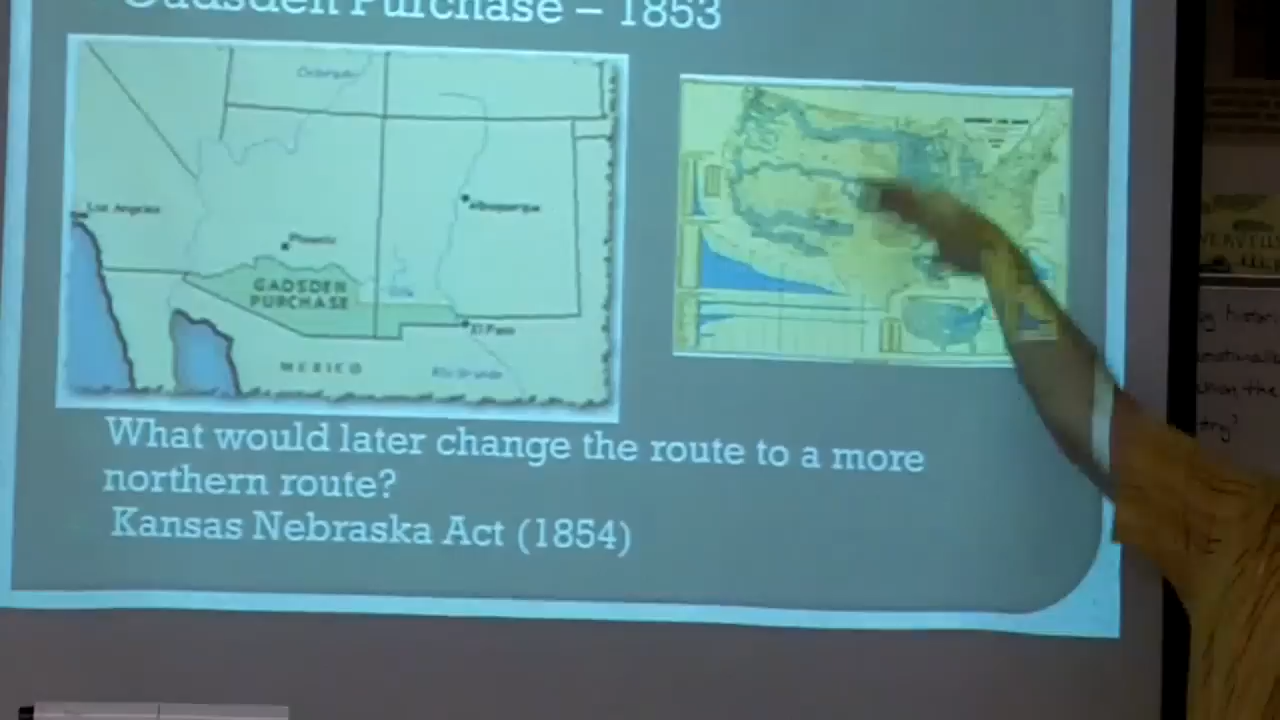 Gadsden Purchase – 1853
Colorado
Los Angeles
Albuquerque
Phoenix
GADSDEN
PURCHASE
El Paso
MEXICO
Rio Grande
What would later change the route to a more
northern route?
Kansas Nebraska Act (1854)